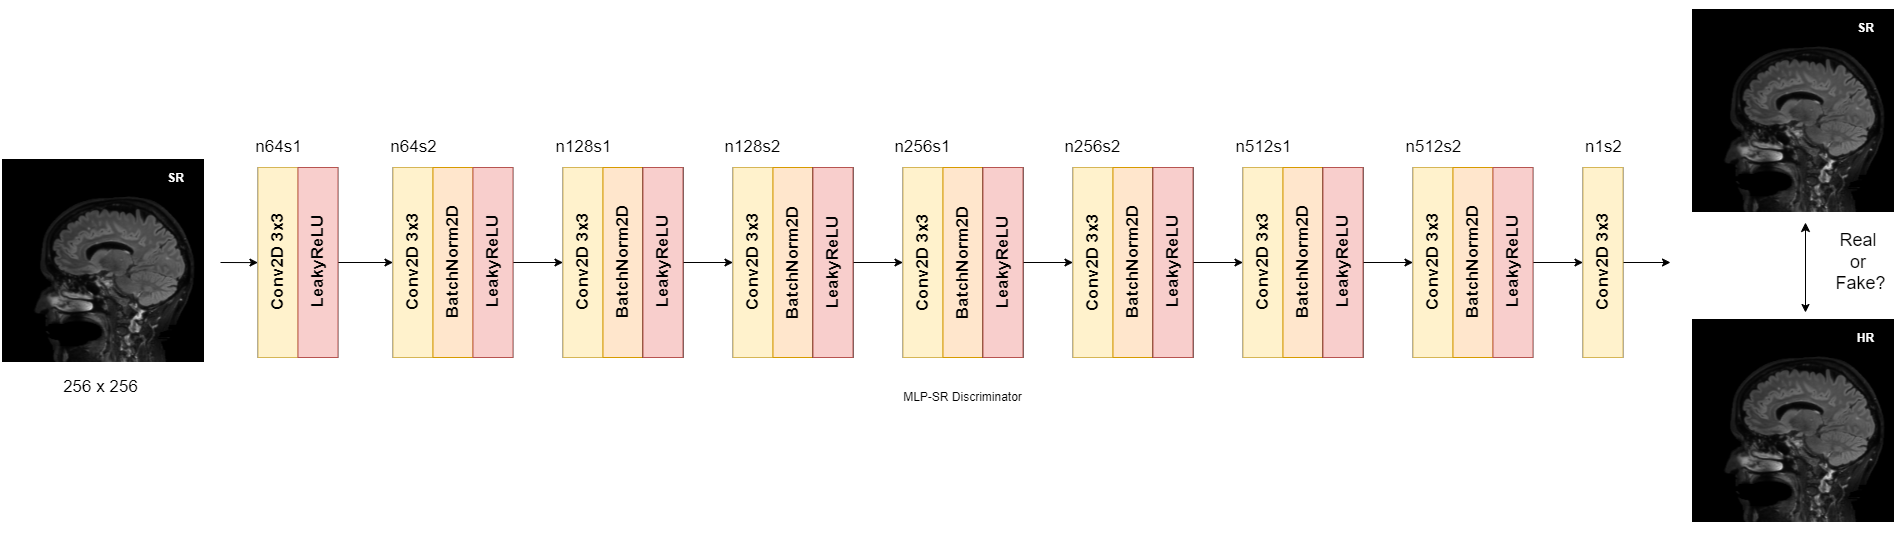 SR
256 x 256
n64s1
Conv2D 3x3
LeakyReLU
n64s2
Conv2D 3x3
BatchNorm2D
LeakyReLU
n128s1
Conv2D 3x3
BatchNorm2D
LeakyReLU
n128s2
Conv2D 3x3
BatchNorm2D
LeakyReLU
n256s1
Conv2D 3x3
BatchNorm2D
LeakyReLU
n256s2
Conv2D 3x3
BatchNorm2D
LeakyReLU
n512s1
Conv2D 3x3
BatchNorm2D
LeakyReLU
n512s2
Conv2D 3x3
BatchNorm2D
LeakyReLU
n1s2
Conv2D 3x3
MLP-SR Discriminator
SR
Real
or
Fake?
HR